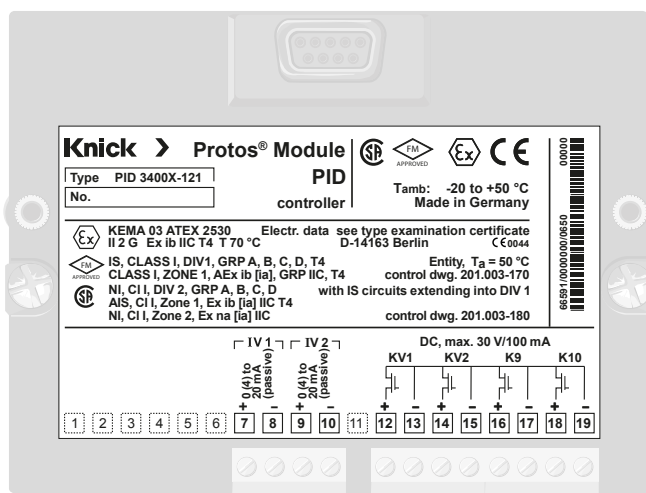 Knick > Protos® Module
Type PID 3400X-121
No.
PID
controller
FM
APPROVED
Ex
CE
Tamb: -20 to +50 °C
Made in Germany
00000
66591/0000000/0650
Ex
KEMA 03 ATEX 2530 Electr. data see type examination certificate
II 2 G Ex ib IIC T4 T 70 °C D-14163 Berlin CE0044
FM
APPROVED
IS, CLASS I, DIV1, GRP A, B, C, D, T4 Entity, Ta = 50 °C
CLASS I, ZONE 1, AEx ib [ia], GRP IIC, T4 control dwg. 201.003-170
NI, CI I, DIV 2, GRP A, B, C, D with IS circuits extending into DIV 1
AIS, CI I, Zone 1, Ex ib [ia] IIC T4
NI, CI I, Zone 2, Ex na [ia] IIC control dwg. 201.003-180
IV 1 IV 2
0 (4) to
20 mA
(passive)
0 (4) to
20 mA
(passive)
DC, max. 30 V/100 mA
KV1 KV2 K9 K10
+ − + − + − + − + − + −
1 2 3 4 5 6 7 8 9 10 11 12 13 14 15 16 17 18 19